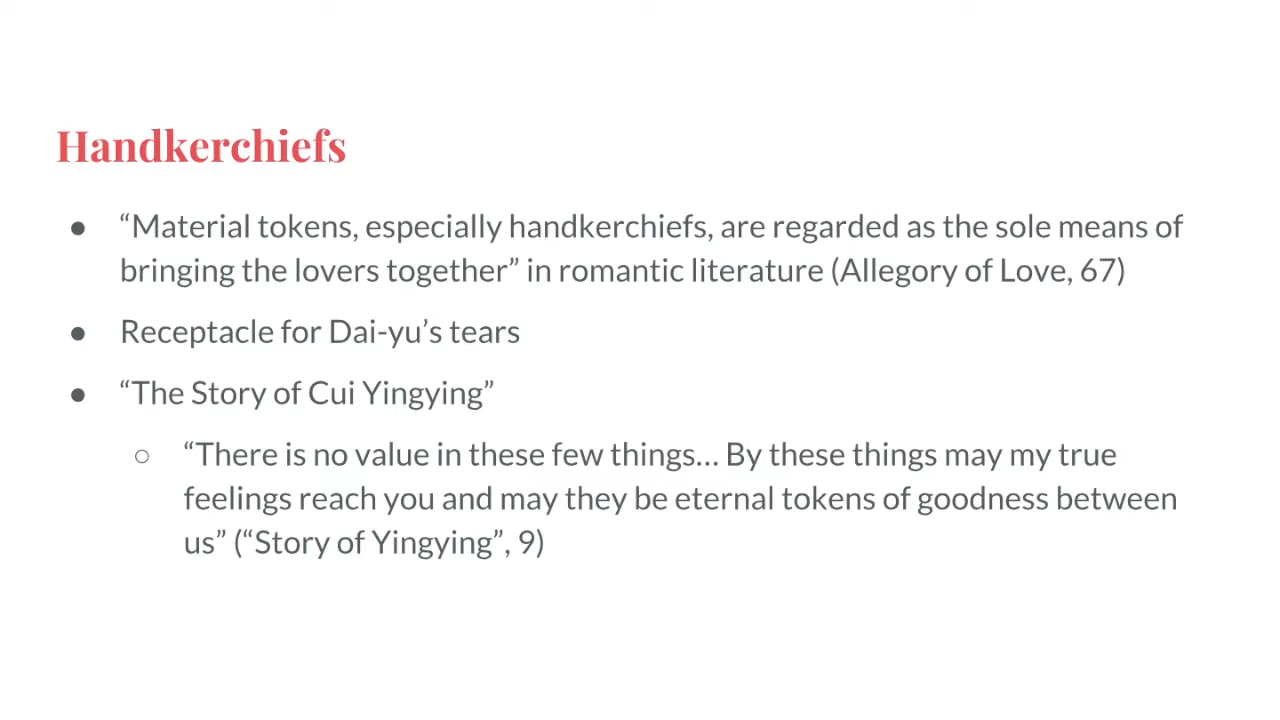 Handkerchiefs
● “Material tokens, especially handkerchiefs, are regarded as the sole means of
bringing the lovers together” in romantic literature (Allegory of Love, 67)
● Receptacle for Dai-yu’s tears
● “The Story of Cui Yingying”
○ “There is no value in these few things… By these things may my true
feelings reach you and may they be eternal tokens of goodness between
us” (“Story of Yingying”, 9)